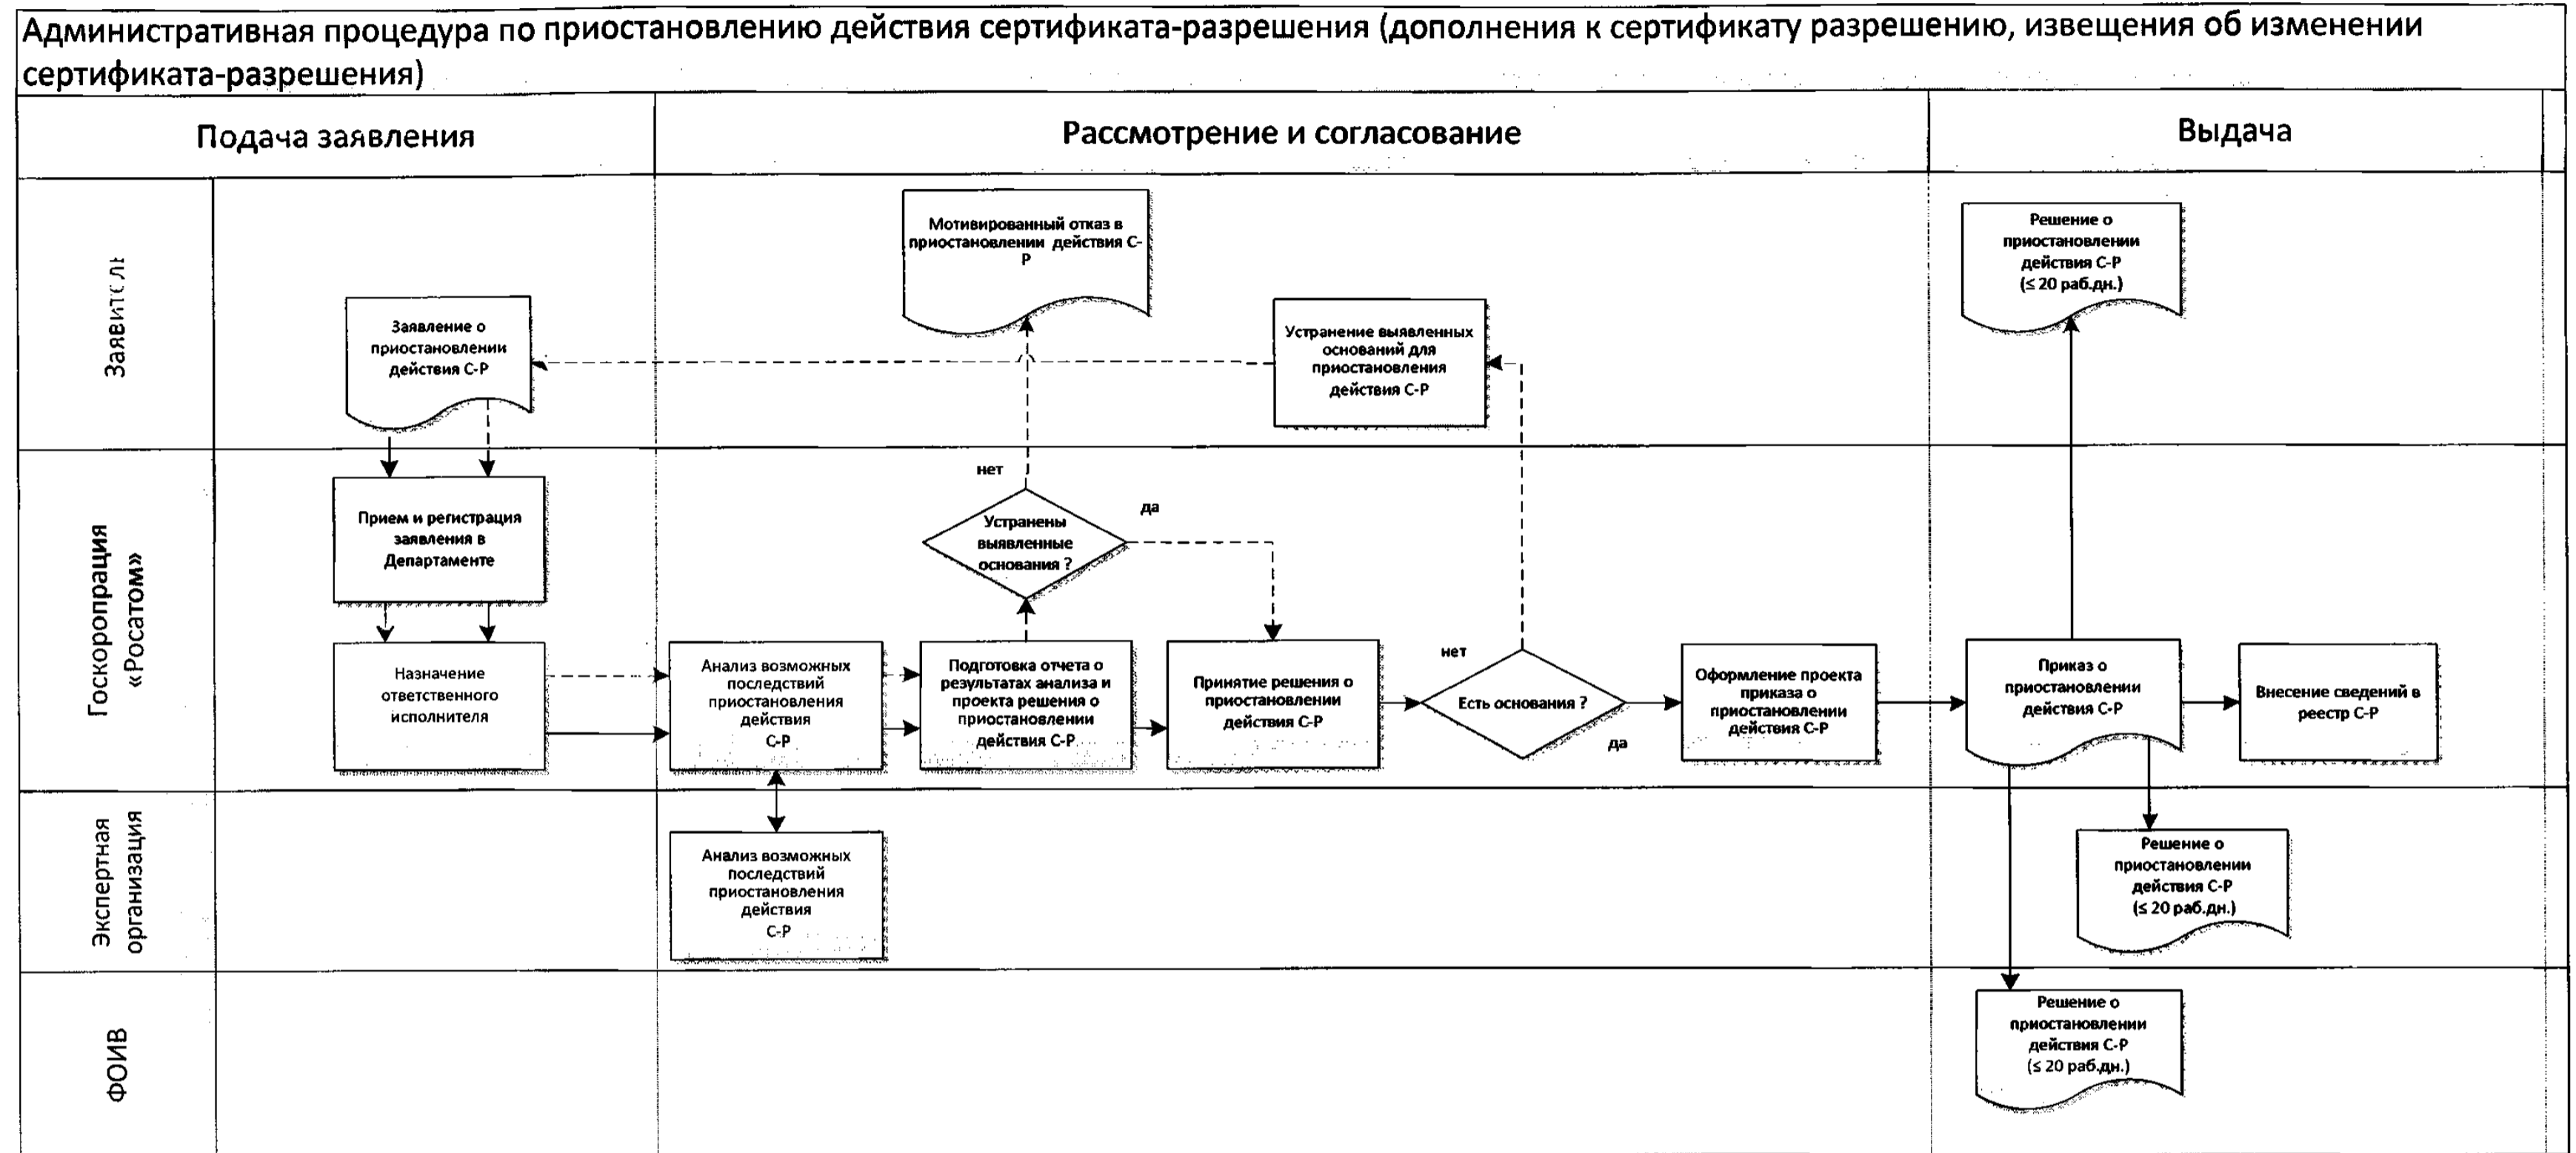 Административная процедура по приостановлению действия сертификата-разрешения (дополнения к сертификату разрешению, извещения об изменении
сертификата-разрешения)
Подача заявления
Рассмотрение и согласование
Выдача
Заявитель
Заявление о
приостановлении
действия С-Р
Мотивированный отказ в
приостановлении действия С-
Р
Устранение выявленных
оснований для
приостановления
действия С-Р
Решение о
приостановлении
действия С-Р
(≤ 20 раб.дн.)
Госкоропрация
«Росатом»
Прием и регистрация
заявления в
Департаменте
Назначение
ответственного
исполнителя
Анализ возможных
последствий
приостановления
действия
С-Р
Подготовка отчета о
результатах анализа и
проекта решения о
приостановлении
действия С-Р
нет
Устранены
выявленные
основания ?
да
Принятие решения о
приостановлении
действия С-Р
нет
Есть основания ?
да
Оформление проекта
приказа о
приостановлении
действия С-Р
Приказ о
приостановлении
действия С-Р
Внесение сведений в
реестр С-Р
Экспертная
организация
Анализ возможных
последствий
приостановления
действия
С-Р
Решение о
приостановлении
действия С-Р
(≤ 20 раб.дн.)
ФОИВ
Решение о
приостановлении
действия С-Р
(≤ 20 раб.дн.)